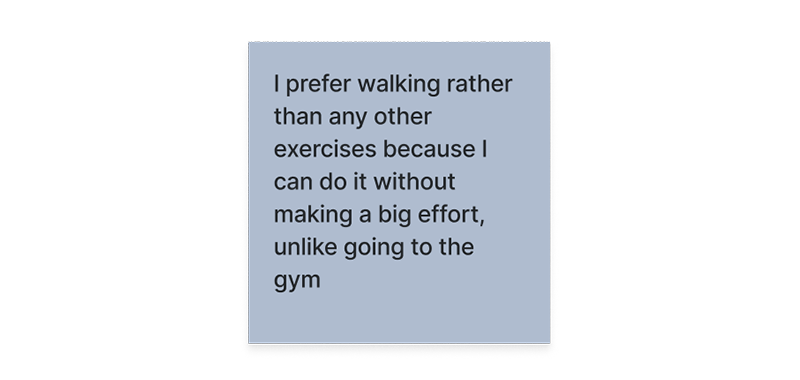 I prefer walking rather
than any other
exercises because I
can do it without
making a big effort,
unlike going to the
gym